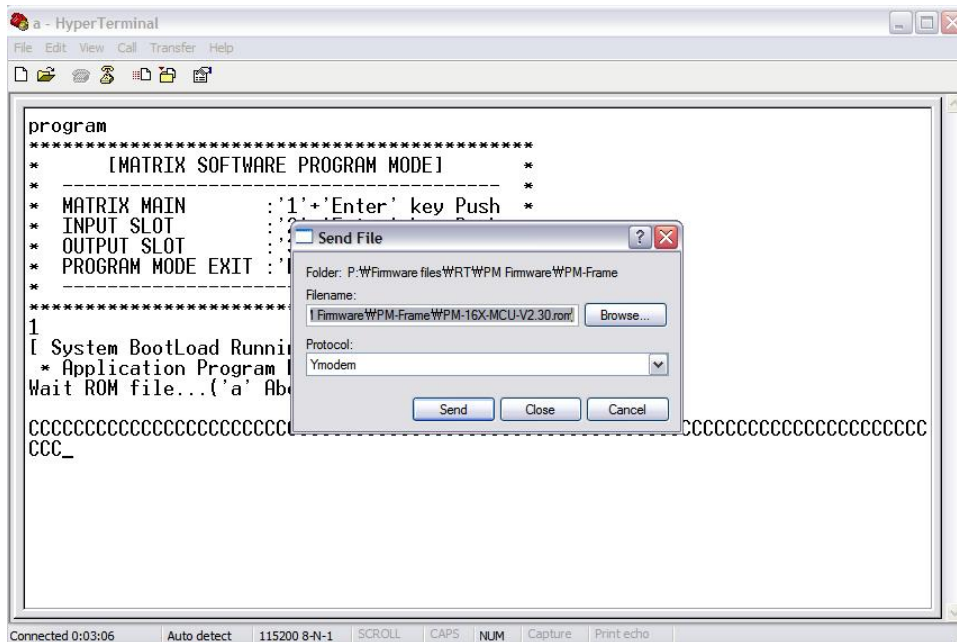 a - HyperTerminal
File Edit View Call Transfer Help
program
*********************************************
* [MATRIX SOFTWARE PROGRAM MODE] *
* --------------------------------------- *
* MATRIX MAIN :'1'+'Enter' key Push *
* INPUT SLOT :'
* OUTPUT SLOT :'
* PROGRAM MODE EXIT :'
* ---------------------
************************
1
[ System BootLoad
* Application Program
Wait ROM file...('a'
CCCCCCCCCCCCCCCCCCCCCCC CCCCCCCCCCCCCCCCCCCCCC
CCC_
Send File
Folder: P:₩Firmware files₩RT₩PM Firmware₩PM-Frame
Filename:
Firmware₩PM-Frame₩PM-16X-MCU-V2.30.rom
Browse...
Protocol:
Ymodem
Send Close Cancel
Connected 0:03:06 Auto detect 115200 8-N-1 SCROLL CAPS NUM Capture Print echo